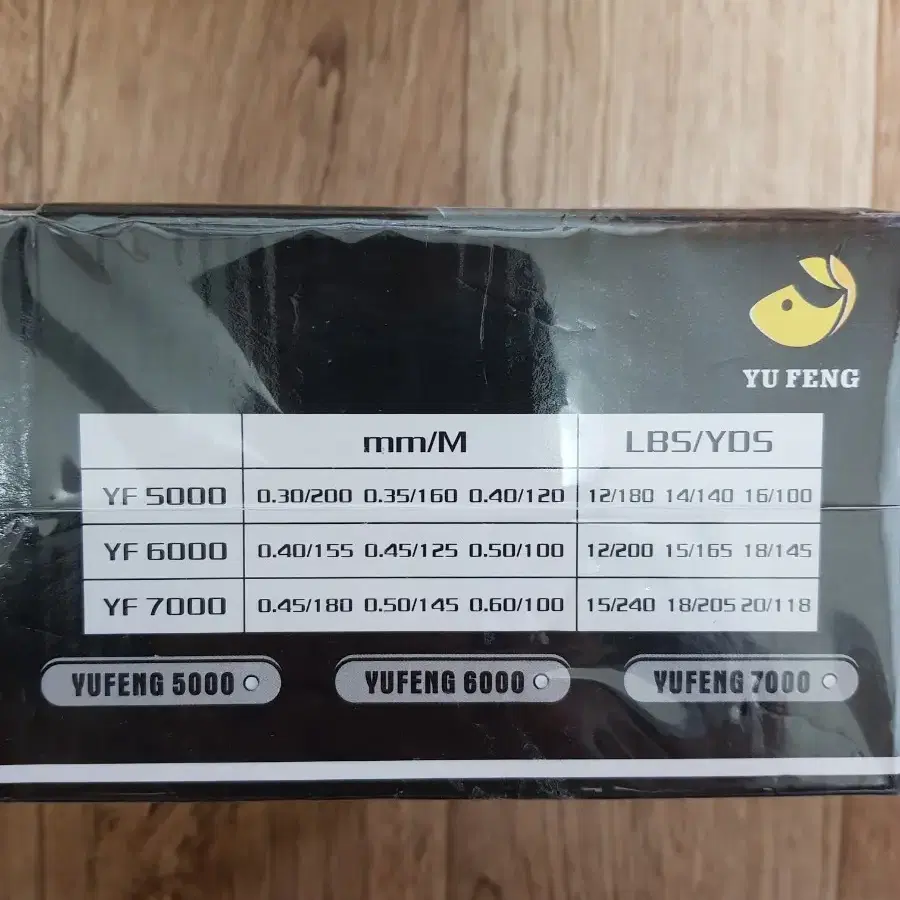 YU FENG
mm/M LBS/YDS
YF 5000 0.30/200 0.35/160 0.40/120 12/180 14/140 16/100
YF 6000 0.40/155 0.45/125 0.50/100 12/200 15/165 18/145
YF 7000 0.45/180 0.50/145 0.60/100 15/240 18/205 20/118
YUFENG 5000 YUFENG 6000 YUFENG 7000